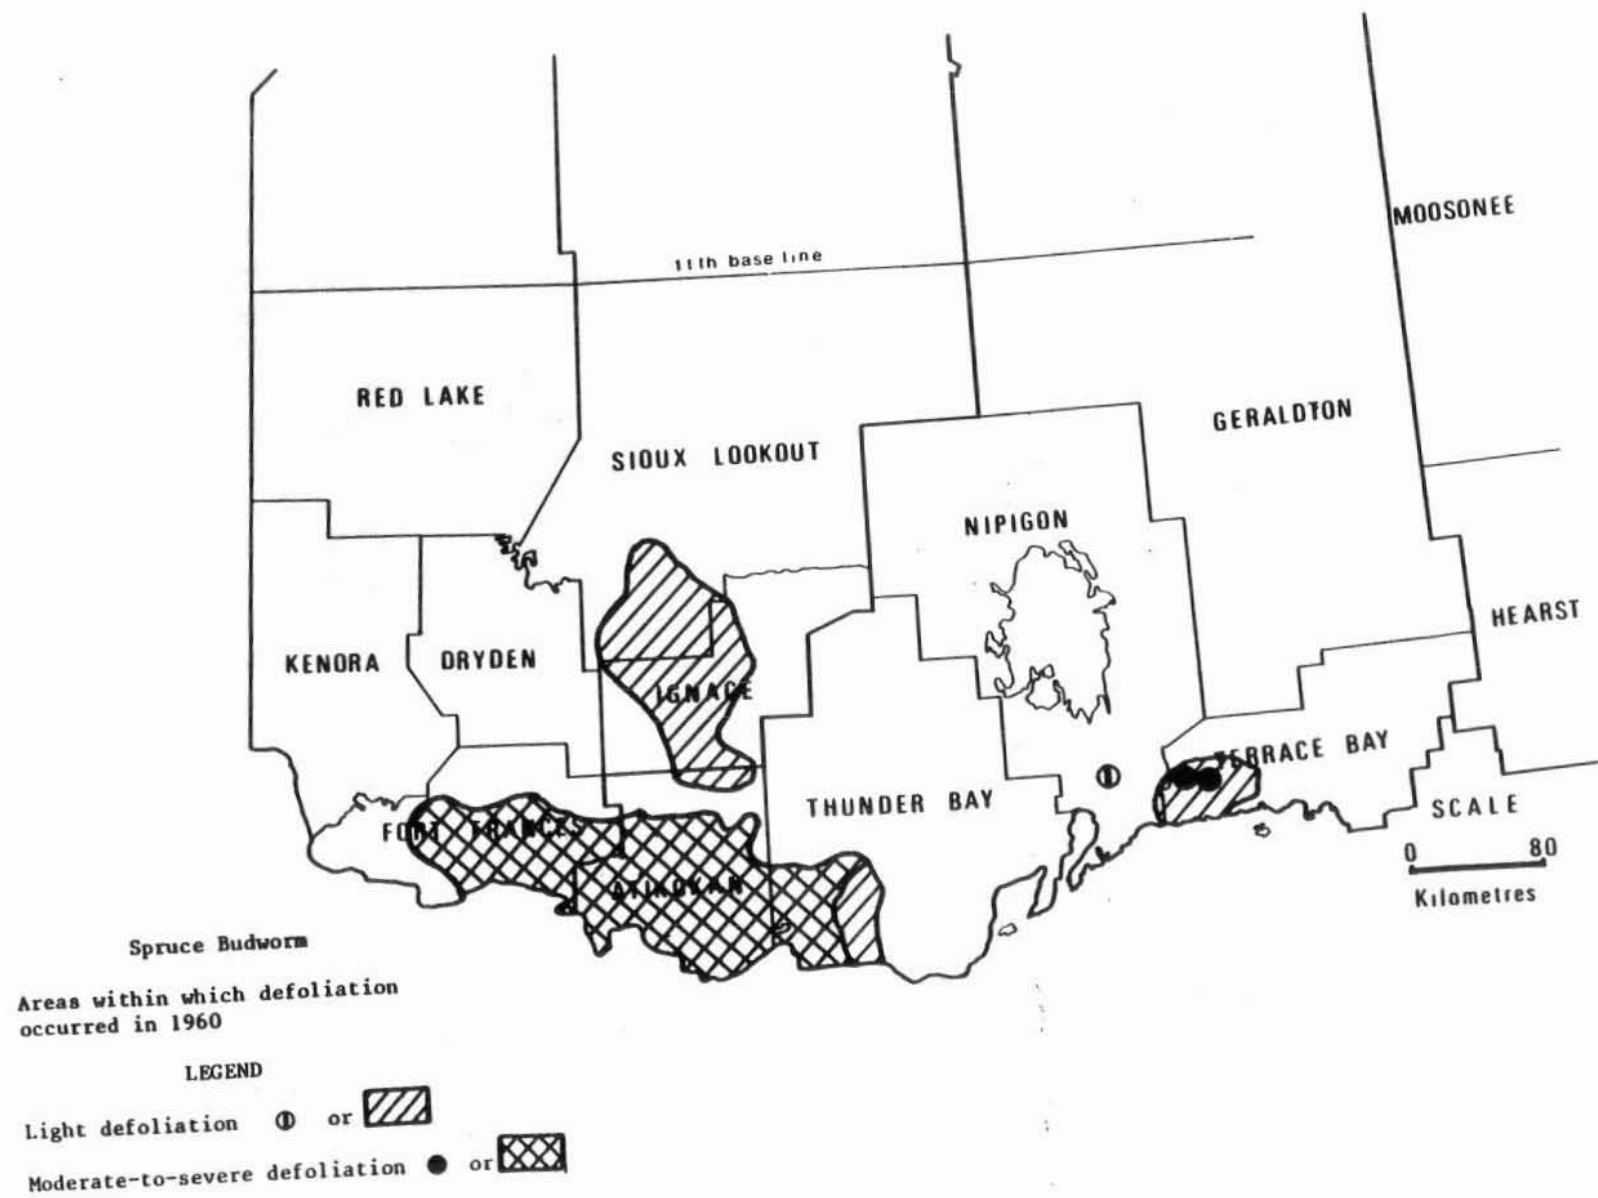 11th base line
MOOSONEE
RED LAKE
GERALDTON
SIOUX LOOKOUT
NIPIGON
HEARST
KENORA
DRYDEN
IGNACE
TERRACE BAY
THUNDER BAY
SCALE
FORT FRANCES
0 80
Kilometres
ATIKOKAN
Spruce Budworm
Areas within which defoliation
occurred in 1960
LEGEND
Light defoliation or
Moderate-to-severe defoliation or